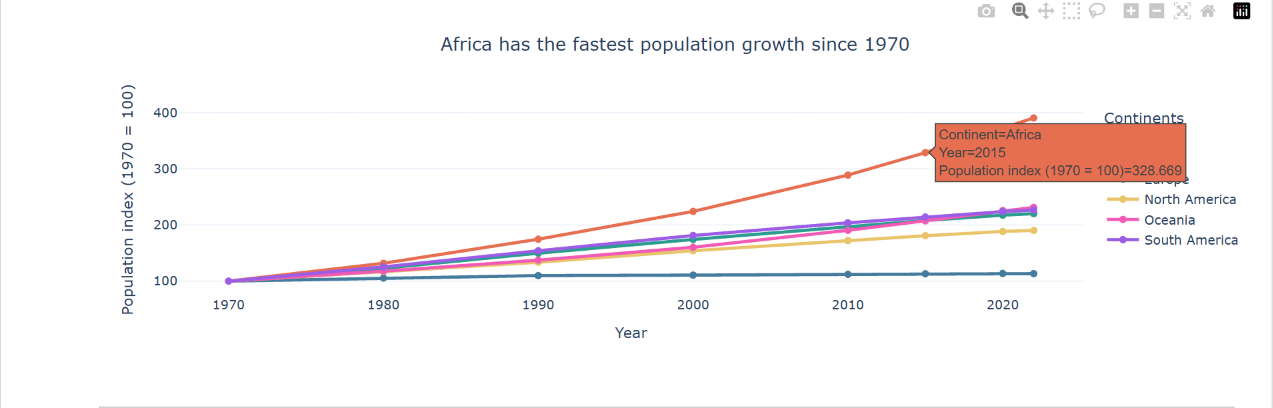 Africa has the fastest population growth since 1970
Population index (1970 = 100)
400
300
200
100
1970
1980
1990
2000
2010
2020
Year
Continents
Continent=Africa
Year=2015
Population index (1970 = 100)=328.669
Europe
North America
Oceania
South America